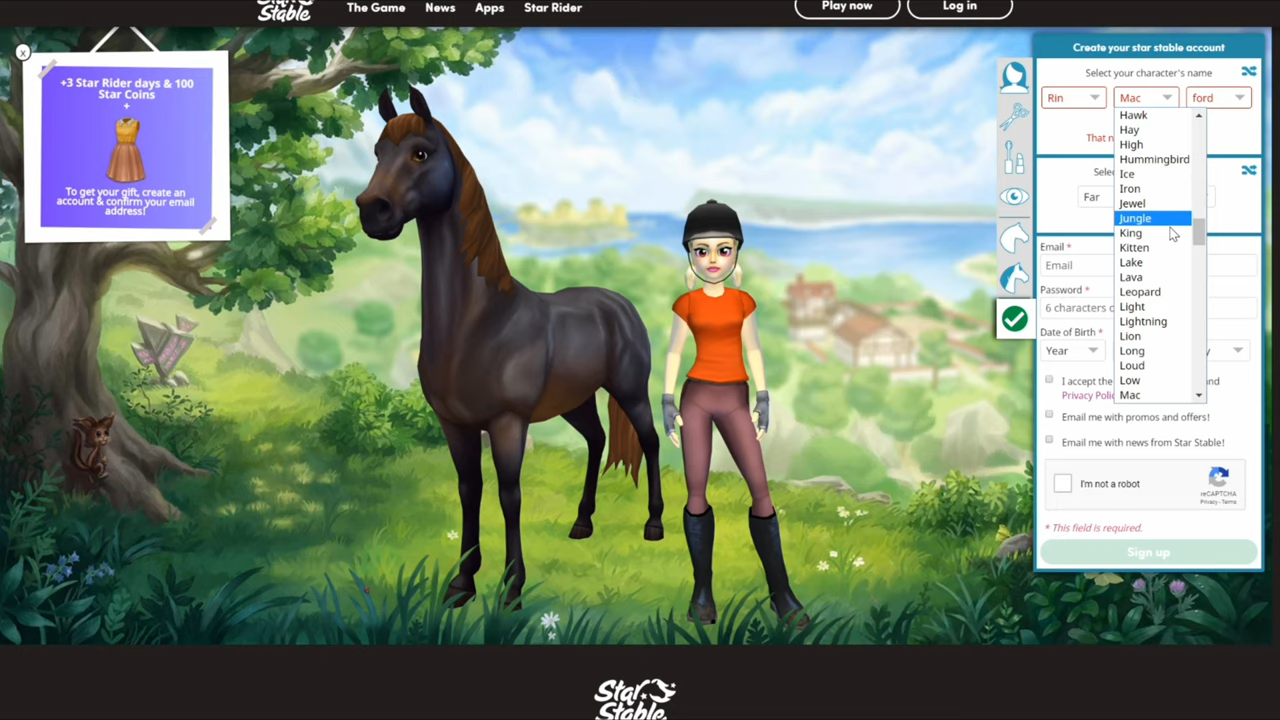 Star Stable
The Game
News
Apps
Star Rider
Play now
Log in
x
+3 Star Rider days & 100
Star Coins
+
To get your gift, create an
account & confirm your email
address!
Create your star stable account
Select your character's name
Rin
Mac
ford
That n
Selec
Far
Hawk
Hay
High
Hummingbird
Ice
Iron
Jewel
Jungle
King
Kitten
Lake
Lava
Leopard
Light
Lightning
Lion
Long
Loud
Low
Mac
Email *
Email
Password *
6 characters o
Date of Birth *
Year
y
I accept the
and
Privacy Polic
Email me with promos and offers!
Email me with news from Star Stable!
I'm not a robot
reCAPTCHA
Privacy - Terms
* This field is required.
Sign up
Star
Stable